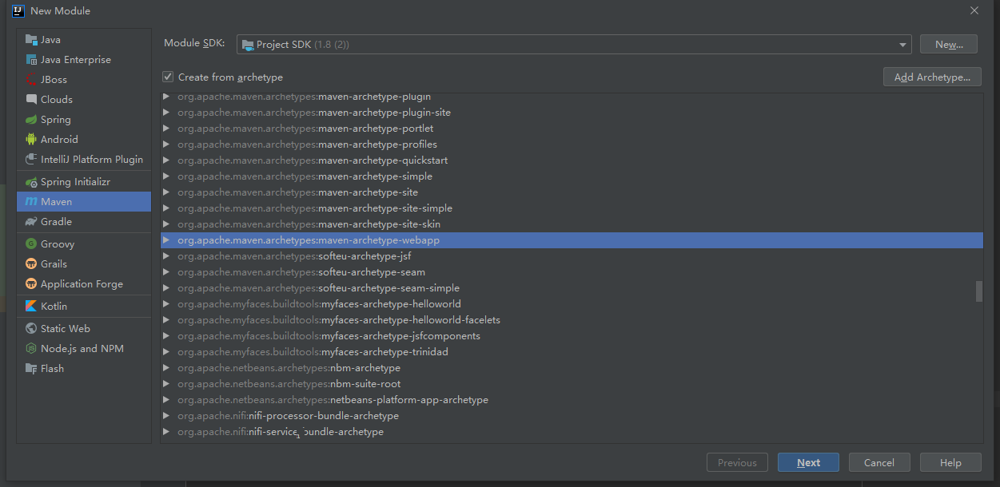 New Module
Java
Java Enterprise
JBoss
Clouds
Spring
Android
IntelliJ Platform Plugin
Spring Initializr
Maven
Gradle
Groovy
Grails
Application Forge
Kotlin
Static Web
Node.js and NPM
Flash
Module SDK:
Project SDK (1.8 (2))
New...
Create from archetype
Add Archetype...
org.apache.maven.archetypes:maven-archetype-plugin
org.apache.maven.archetypes:maven-archetype-plugin-site
org.apache.maven.archetypes:maven-archetype-portlet
org.apache.maven.archetypes:maven-archetype-profiles
org.apache.maven.archetypes:maven-archetype-quickstart
org.apache.maven.archetypes:maven-archetype-simple
org.apache.maven.archetypes:maven-archetype-site
org.apache.maven.archetypes:maven-archetype-site-simple
org.apache.maven.archetypes:maven-archetype-site-skin
org.apache.maven.archetypes:maven-archetype-webapp
org.apache.maven.archetypes:softeu-archetype-jsf
org.apache.maven.archetypes:softeu-archetype-seam
org.apache.maven.archetypes:softeu-archetype-seam-simple
org.apache.myfaces.buildtools:myfaces-archetype-helloworld
org.apache.myfaces.buildtools:myfaces-archetype-helloworld-facelets
org.apache.myfaces.buildtools:myfaces-archetype-jsfcomponents
org.apache.myfaces.buildtools:myfaces-archetype-trinidad
org.apache.netbeans.archetypes:nbm-archetype
org.apache.netbeans.archetypes:nbm-suite-root
org.apache.netbeans.archetypes:netbeans-platform-app-archetype
org.apache.nifi:nifi-processor-bundle-archetype
org.apache.nifi:nifi-service-bundle-archetype
Previous
Next
Cancel
Help